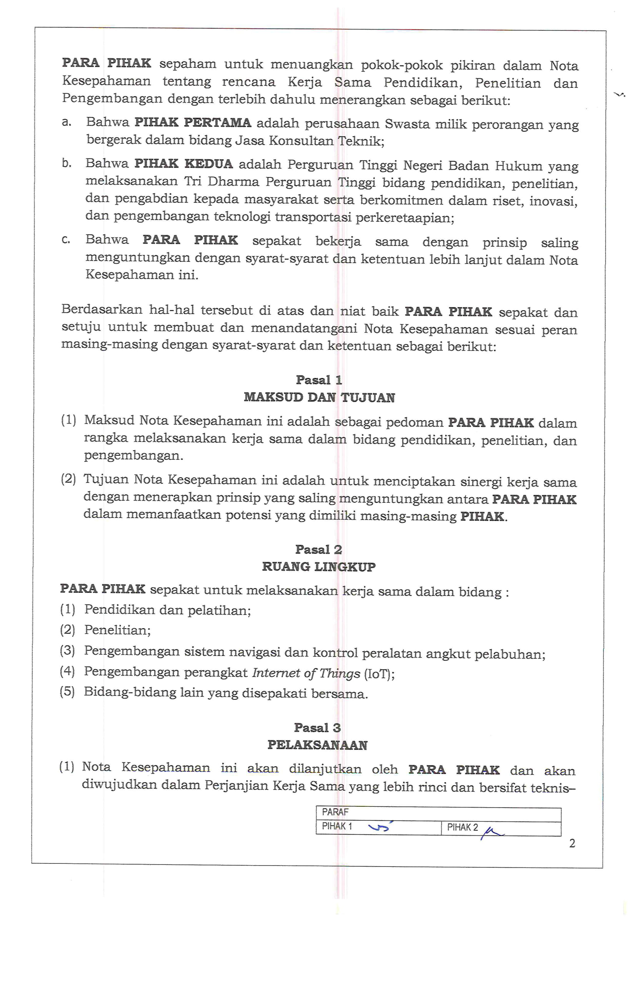 PARA PIHAK sepaham untuk menuangkan pokok-pokok pikiran dalam Nota
Kesepahaman tentang rencana Kerja Sama Pendidikan, Penelitian dan
Pengembangan dengan terlebih dahulu menerangkan sebagai berikut:
a. Bahwa PIHAK PERTAMA adalah perusahaan Swasta milik perorangan yang
bergerak dalam bidang Jasa Konsultan Teknik;
b. Bahwa PIHAK KEDUA adalah Perguruan Tinggi Negeri Badan Hukum yang
melaksanakan Tri Dharma Perguruan Tinggi bidang pendidikan, penelitian,
dan pengabdian kepada masyarakat serta berkomitmen dalam riset, inovasi,
dan pengembangan teknologi transportasi perkeretaapian;
c. Bahwa PARA PIHAK sepakat bekerja sama dengan prinsip saling
menguntungkan dengan syarat-syarat dan ketentuan lebih lanjut dalam Nota
Kesepahaman ini.
Berdasarkan hal-hal tersebut di atas dan niat baik PARA PIHAK sepakat dan
setuju untuk membuat dan menandatangani Nota Kesepahaman sesuai peran
masing-masing dengan syarat-syarat dan ketentuan sebagai berikut:
Pasal 1
MAKSUD DAN TUJUAN
(1) Maksud Nota Kesepahaman ini adalah sebagai pedoman PARA PIHAK dalam
rangka melaksanakan kerja sama dalam bidang pendidikan, penelitian, dan
pengembangan.
(2) Tujuan Nota Kesepahaman ini adalah untuk menciptakan sinergi kerja sama
dengan menerapkan prinsip yang saling menguntungkan antara PARA PIHAK
dalam memanfaatkan potensi yang dimiliki masing-masing PIHAK.
Pasal 2
RUANG LINGKUP
PARA PIHAK sepakat untuk melaksanakan kerja sama dalam bidang :
(1) Pendidikan dan pelatihan;
(2) Penelitian;
(3) Pengembangan sistem navigasi dan kontrol peralatan angkut pelabuhan;
(4) Pengembangan perangkat Internet of Things (IoT);
(5) Bidang-bidang lain yang disepakati bersama.
Pasal 3
PELAKSANAAN
(1) Nota Kesepahaman ini akan dilanjutkan oleh PARA PIHAK dan akan
diwujudkan dalam Perjanjian Kerja Sama yang lebih rinci dan bersifat teknis–
PARAF
PIHAK 1 PIHAK 2
2